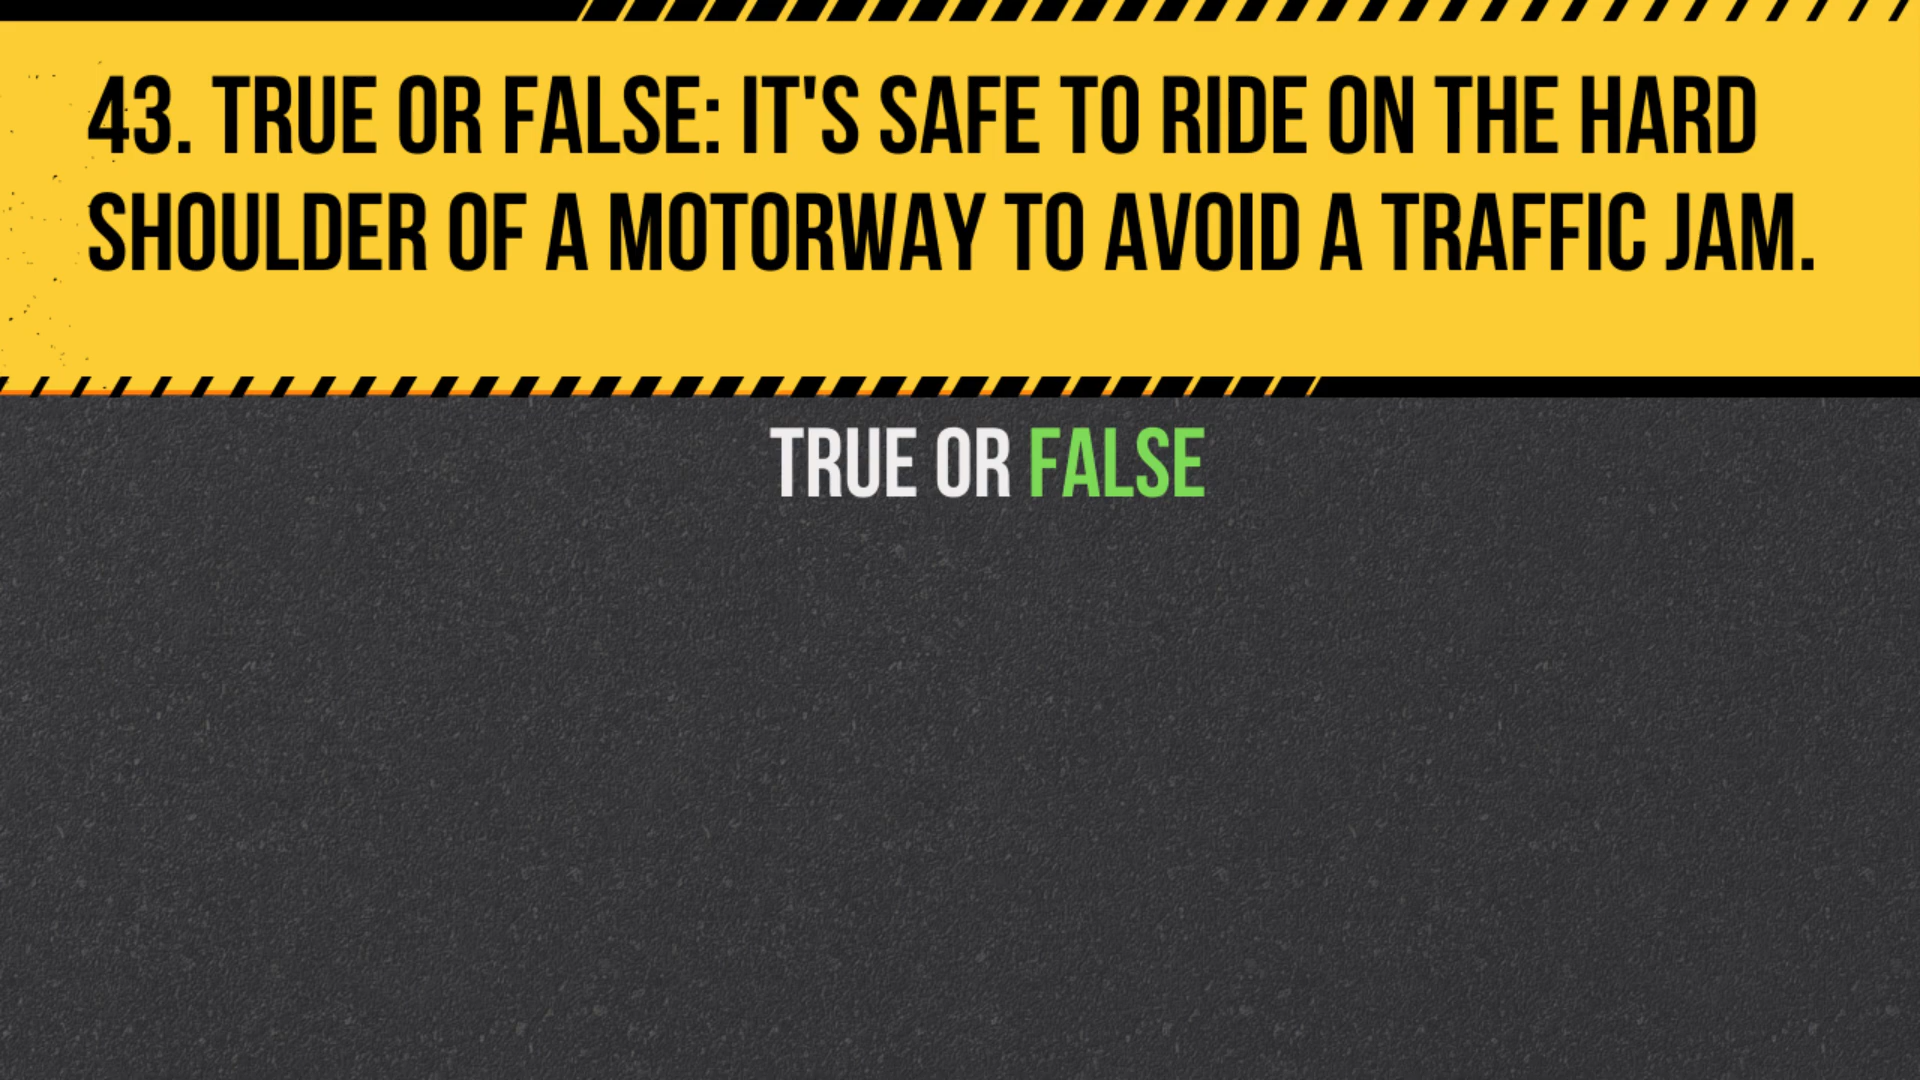 43. TRUE OR FALSE: IT'S SAFE TO RIDE ON THE HARD
SHOULDER OF A MOTORWAY TO AVOID A TRAFFIC JAM.
TRUE OR FALSE